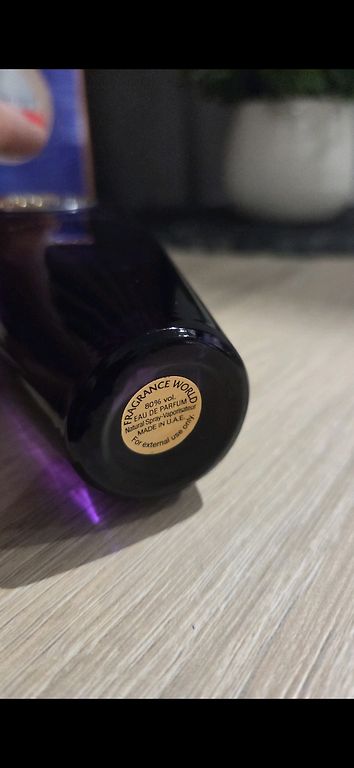 FRAGRANCE WORLD
80% vol.
EAU DE PARFUM
Natural Spray-Vaporisateur
MADE IN U.A.E.
For external use only.